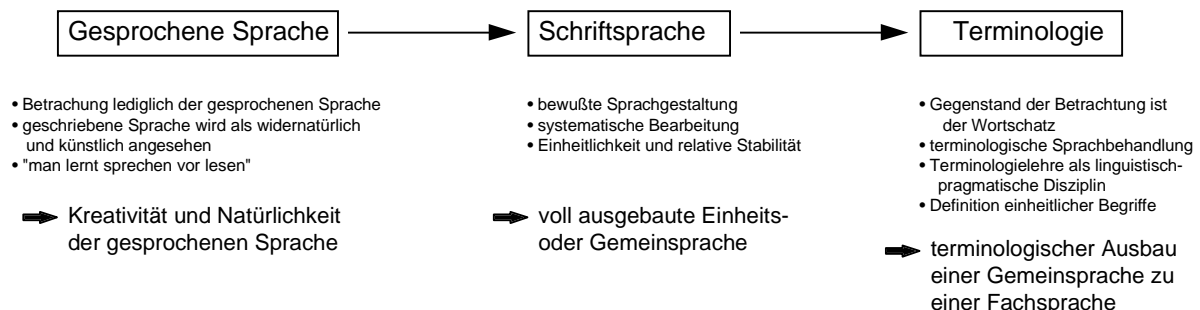 Gesprochene Sprache
Schriftsprache
Terminologie
• Betrachung lediglich der gesprochenen Sprache
• geschriebene Sprache wird als widernatürlich
und künstlich angesehen
• "man lernt sprechen vor lesen"
Kreativität und Natürlichkeit
der gesprochenen Sprache
• bewußte Sprachgestaltung
• systematische Bearbeitung
• Einheitlichkeit und relative Stabilität
voll ausgebaute Einheits-
oder Gemeinsprache
• Gegenstand der Betrachtung ist
der Wortschatz
• terminologische Sprachbehandlung
• Terminologielehre als linguistisch-
pragmatische Disziplin
• Definition einheitlicher Begriffe
terminologischer Ausbau
einer Gemeinsprache zu
einer Fachsprache